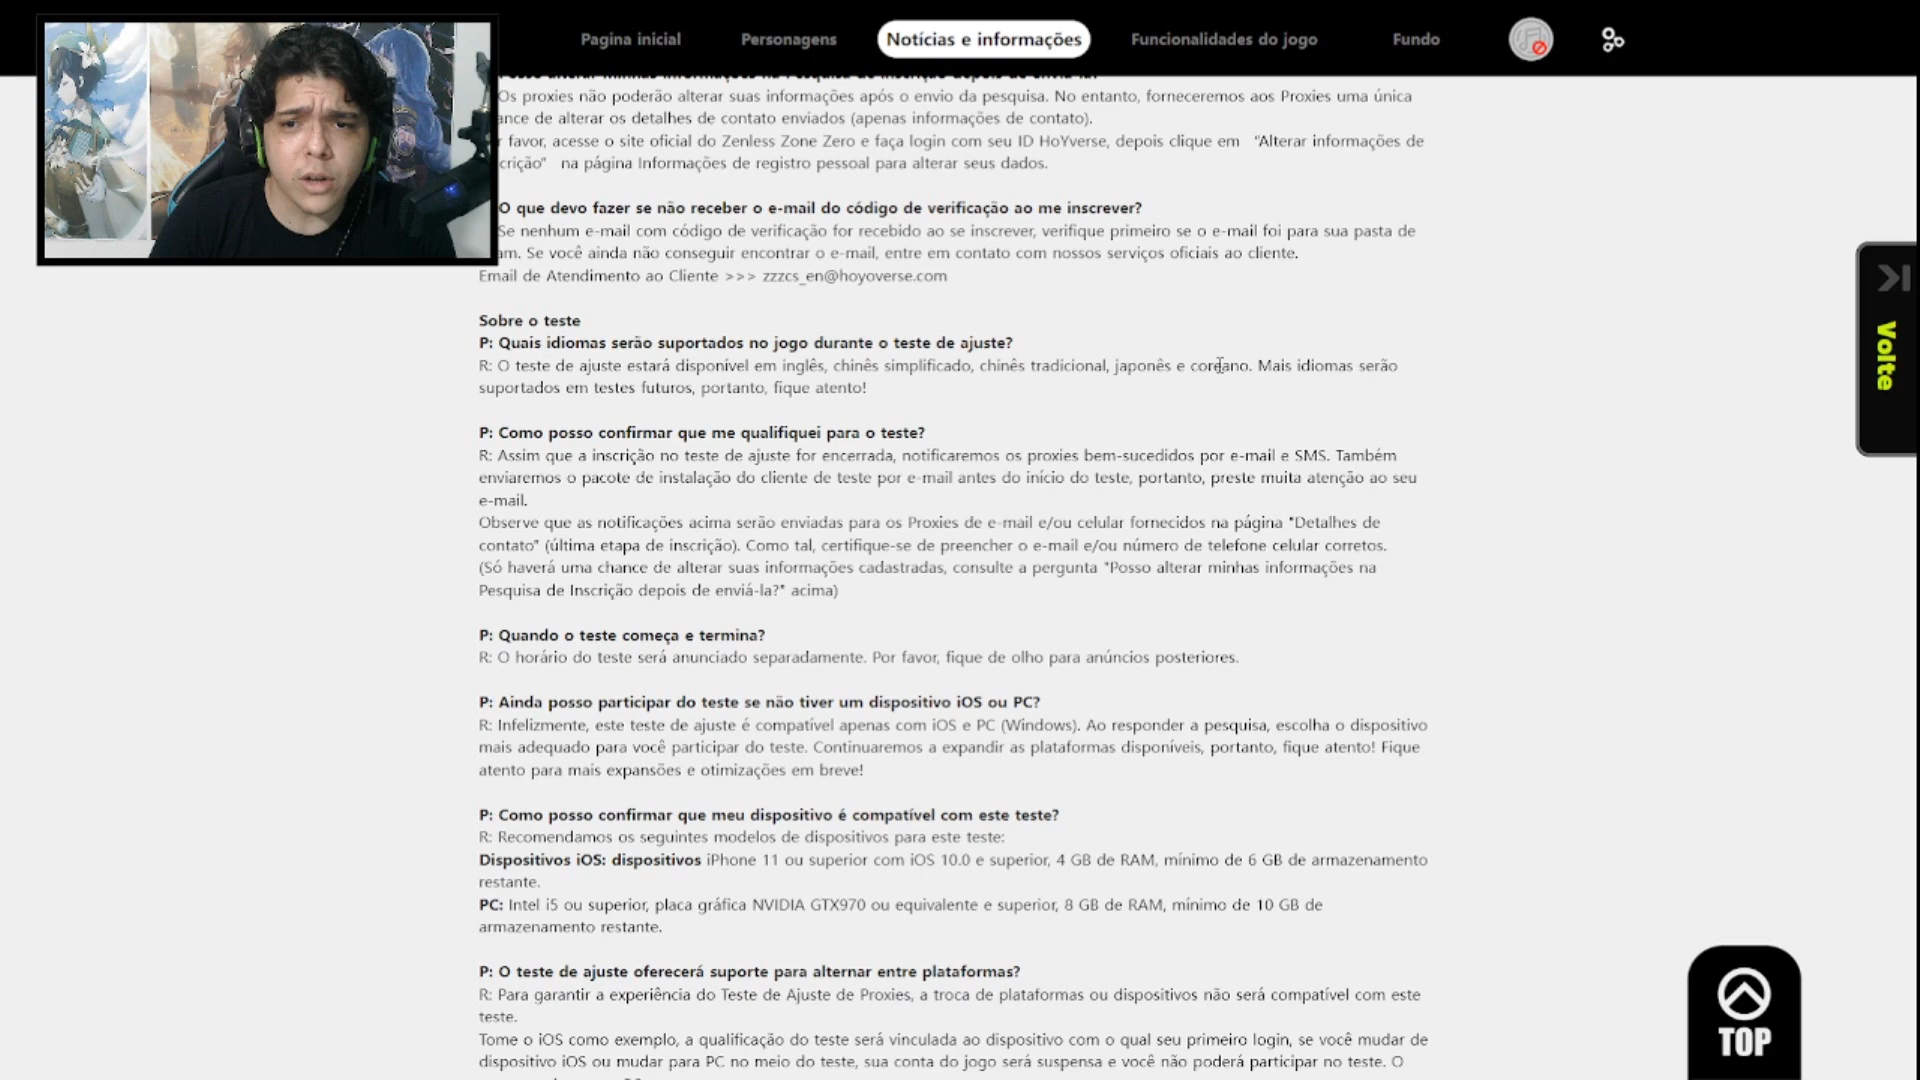 Pagina inicial
Personagens
Notícias e informações
Funcionalidades do jogo
Fundo
Os proxies não poderão alterar suas informações após o envio da pesquisa. No entanto, forneceremos aos Proxies uma única
ance de alterar os detalhes de contato enviados (apenas informações de contato).
r favor, acesse o site oficial do Zenless Zone Zero e faça login com seu ID HoYverse, depois clique em “Alterar informações de
crição” na página Informações de registro pessoal para alterar seus dados.
O que devo fazer se não receber o e-mail do código de verificação ao me inscrever?
Se nenhum e-mail com código de verificação for recebido ao se inscrever, verifique primeiro se o e-mail foi para sua pasta de
am. Se você ainda não conseguir encontrar o e-mail, entre em contato com nossos serviços oficiais ao cliente.
Email de Atendimento ao Cliente >>> zzzcs_en@hoyoverse.com
Sobre o teste
P: Quais idiomas serão suportados no jogo durante o teste de ajuste?
R: O teste de ajuste estará disponível em inglês, chinês simplificado, chinês tradicional, japonês e coreano. Mais idiomas serão
suportados em testes futuros, portanto, fique atento!
P: Como posso confirmar que me qualifiquei para o teste?
R: Assim que a inscrição no teste de ajuste for encerrada, notificaremos os proxies bem-sucedidos por e-mail e SMS. Também
enviaremos o pacote de instalação do cliente de teste por e-mail antes do início do teste, portanto, preste muita atenção ao seu
e-mail.
Observe que as notificações acima serão enviadas para os Proxies de e-mail e/ou celular fornecidos na página "Detalhes de
contato" (última etapa de inscrição). Como tal, certifique-se de preencher o e-mail e/ou número de telefone celular corretos.
(Só haverá uma chance de alterar suas informações cadastradas, consulte a pergunta "Posso alterar minhas informações na
Pesquisa de Inscrição depois de enviá-la?" acima)
P: Quando o teste começa e termina?
R: O horário do teste será anunciado separadamente. Por favor, fique de olho para anúncios posteriores.
P: Ainda posso participar do teste se não tiver um dispositivo iOS ou PC?
R: Infelizmente, este teste de ajuste é compatível apenas com iOS e PC (Windows). Ao responder a pesquisa, escolha o dispositivo
mais adequado para você participar do teste. Continuaremos a expandir as plataformas disponíveis, portanto, fique atento! Fique
atento para mais expansões e otimizações em breve!
P: Como posso confirmar que meu dispositivo é compatível com este teste?
R: Recomendamos os seguintes modelos de dispositivos para este teste:
Dispositivos iOS: dispositivos iPhone 11 ou superior com iOS 10.0 e superior, 4 GB de RAM, mínimo de 6 GB de armazenamento
restante.
PC: Intel i5 ou superior, placa gráfica NVIDIA GTX970 ou equivalente e superior, 8 GB de RAM, mínimo de 10 GB de
armazenamento restante.
P: O teste de ajuste oferecerá suporte para alternar entre plataformas?
R: Para garantir a experiência do Teste de Ajuste de Proxies, a troca de plataformas ou dispositivos não será compatível com este
teste.
Tome o iOS como exemplo, a qualificação do teste será vinculada ao dispositivo com o qual seu primeiro login, se você mudar de
dispositivo iOS ou mudar para PC no meio do teste, sua conta do jogo será suspensa e você não poderá participar no teste. O
Volte
TOP